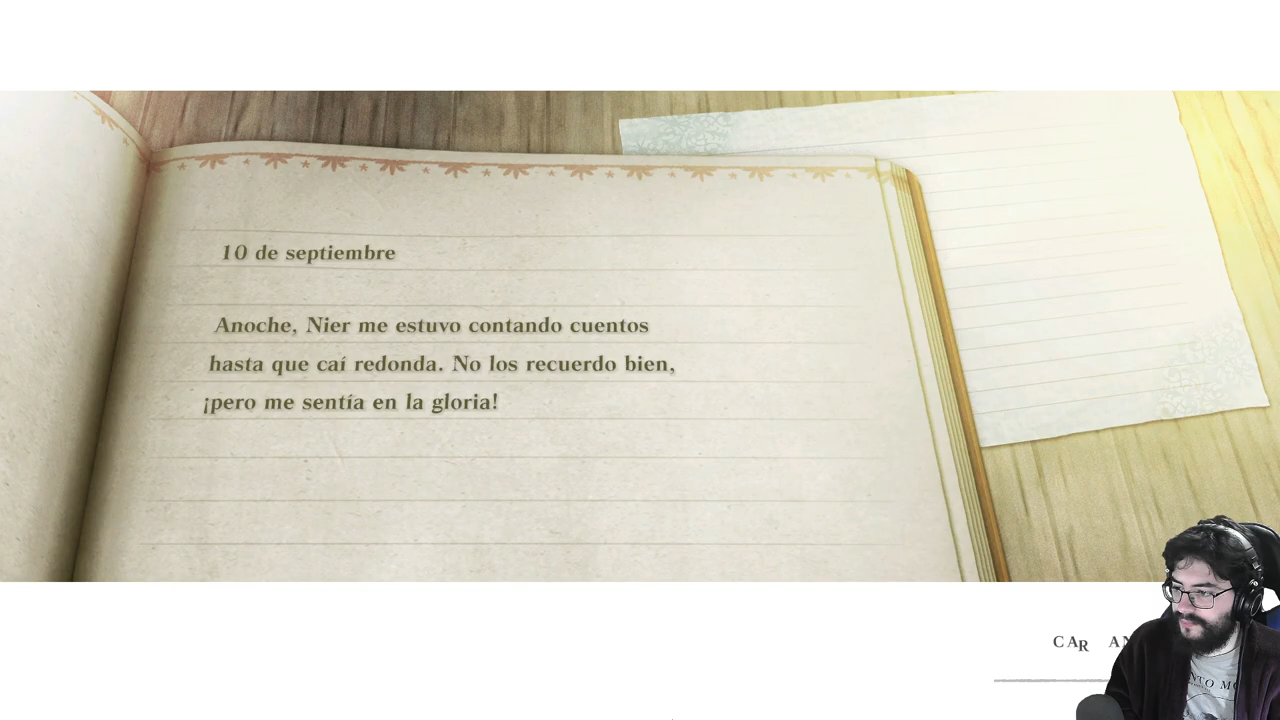 10 de septiembre
Anoche, Nier me estuvo contando cuentos
hasta que caí redonda. No los recuerdo bien,
¡pero me sentía en la gloria!